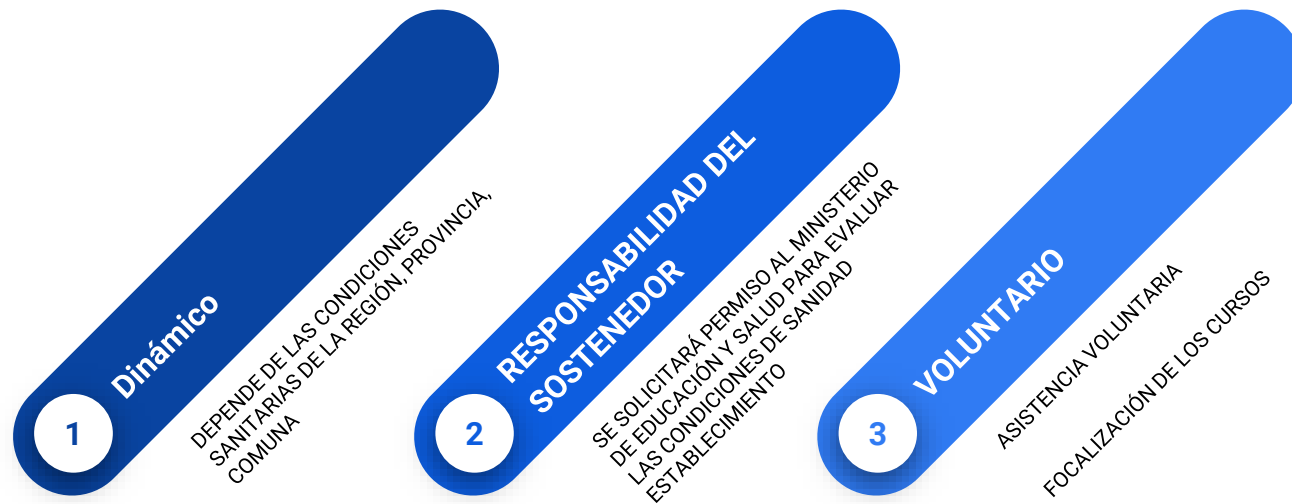 1
Dinámico
DEPENDE DE LAS CONDICIONES
SANITARIAS DE LA REGIÓN, PROVINCIA,
COMUNA
2
RESPONSABILIDAD DEL
SOSTENEDOR
SE SOLICITARÁ PERMISO AL MINISTERIO
DE EDUCACIÓN Y SALUD PARA EVALUAR
LAS CONDICIONES DE SANIDAD
ESTABLECIMIENTO
3
VOLUNTARIO
ASISTENCIA VOLUNTARIA
FOCALIZACIÓN DE LOS CURSOS